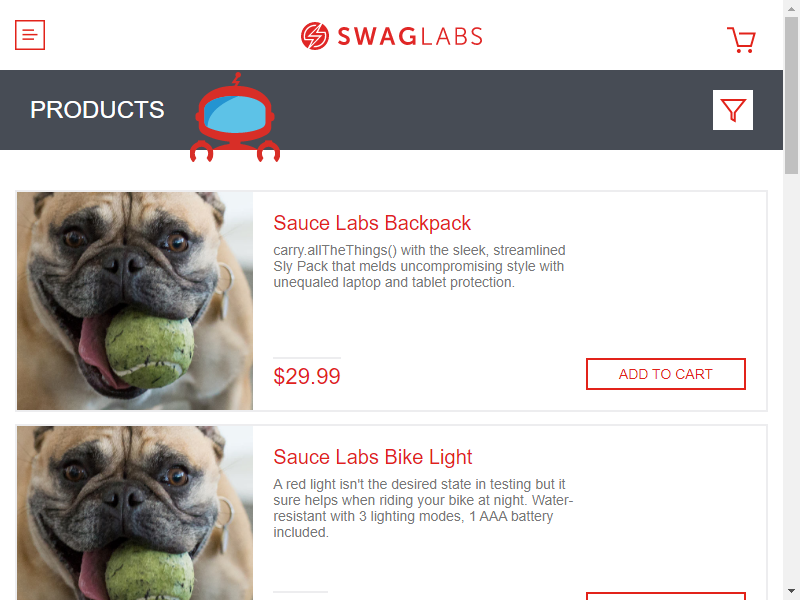 SWAGLABS
PRODUCTS
Sauce Labs Backpack
carry.allTheThings() with the sleek, streamlined
Sly Pack that melds uncompromising style with
unequaled laptop and tablet protection.
$29.99
ADD TO CART
Sauce Labs Bike Light
A red light isn't the desired state in testing but it
sure helps when riding your bike at night. Water-
resistant with 3 lighting modes, 1 AAA battery
included.